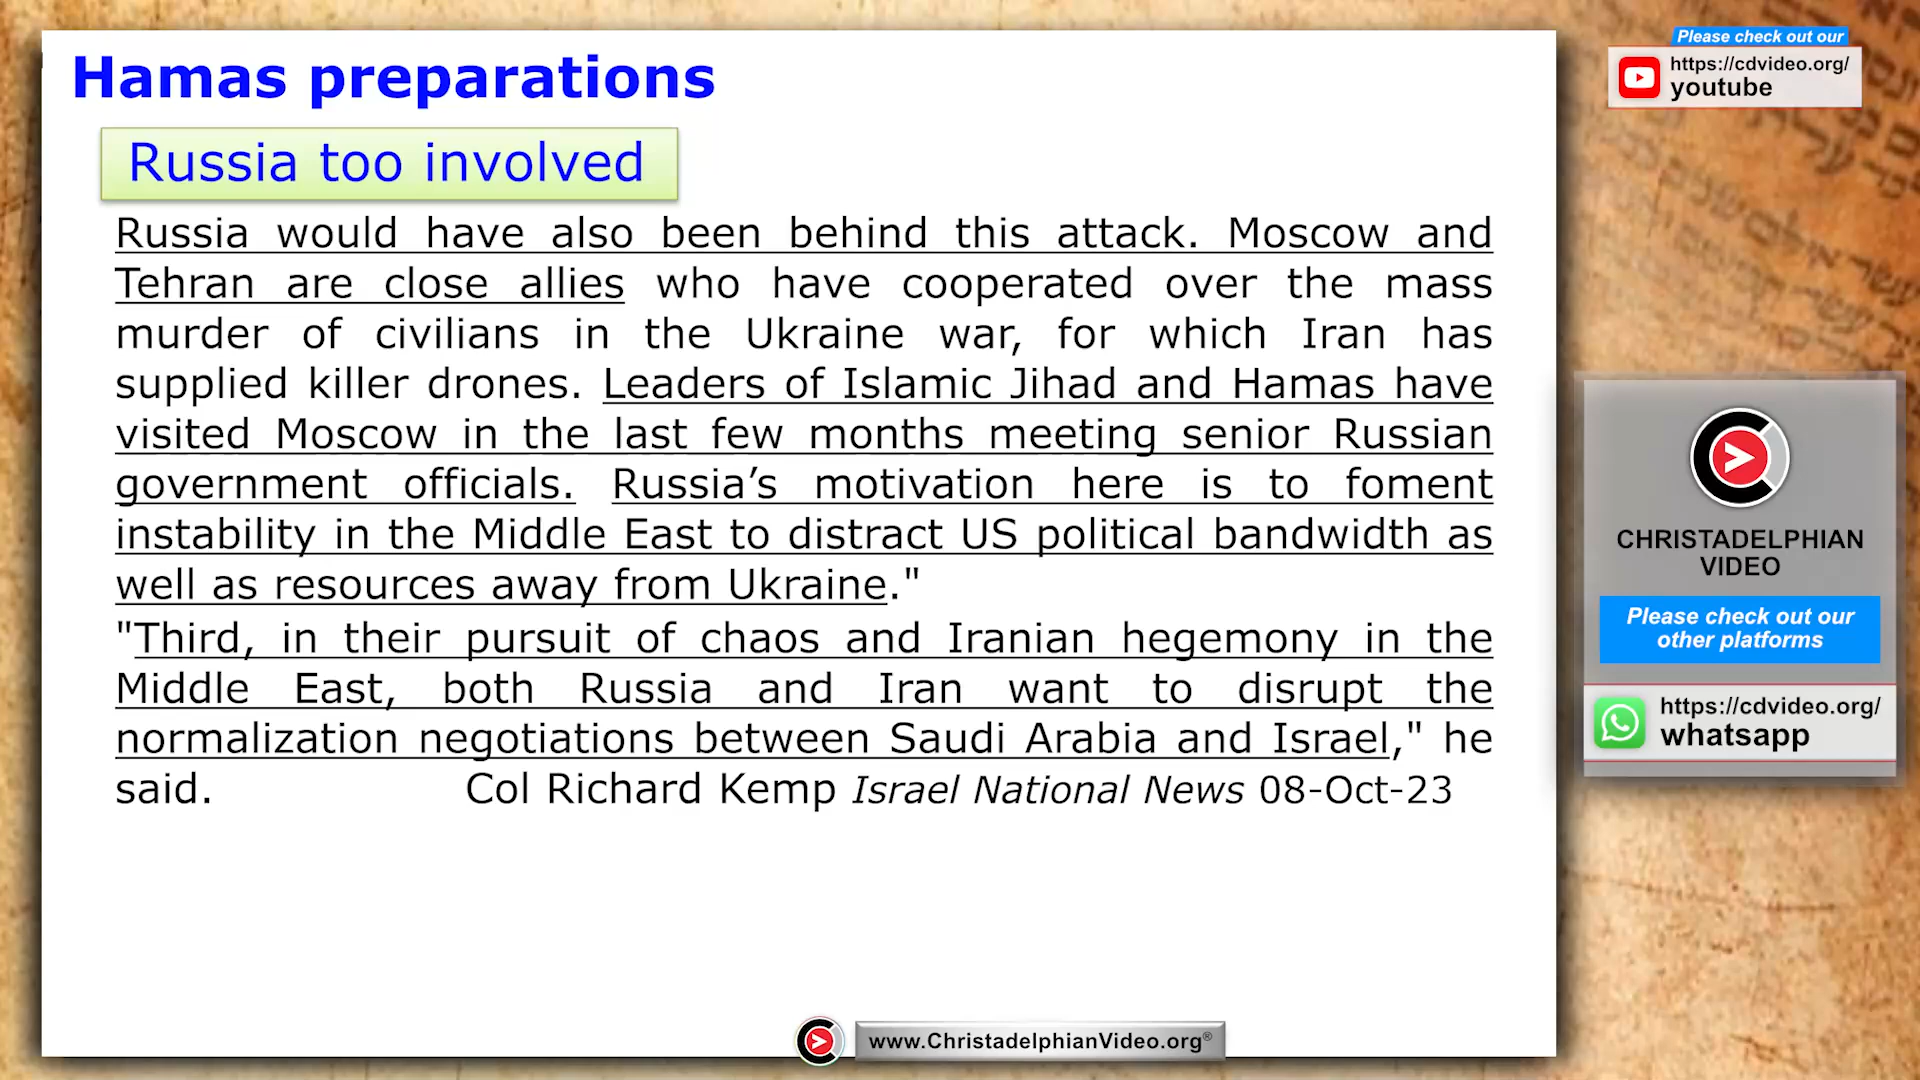 Hamas preparations
Russia too involved
Russia would have also been behind this attack. Moscow and
Tehran are close allies who have cooperated over the mass
murder of civilians in the Ukraine war, for which Iran has
supplied killer drones. Leaders of Islamic Jihad and Hamas have
visited Moscow in the last few months meeting senior Russian
government officials. Russia’s motivation here is to foment
instability in the Middle East to distract US political bandwidth as
well as resources away from Ukraine."
"Third, in their pursuit of chaos and Iranian hegemony in the
Middle East, both Russia and Iran want to disrupt the
normalization negotiations between Saudi Arabia and Israel," he
said. Col Richard Kemp Israel National News 08-Oct-23
www.ChristadelphianVideo.org®
Please check out our
https://cdvideo.org/
youtube
CHRISTADELPHIAN
VIDEO
Please check out our
other platforms
https://cdvideo.org/
whatsapp